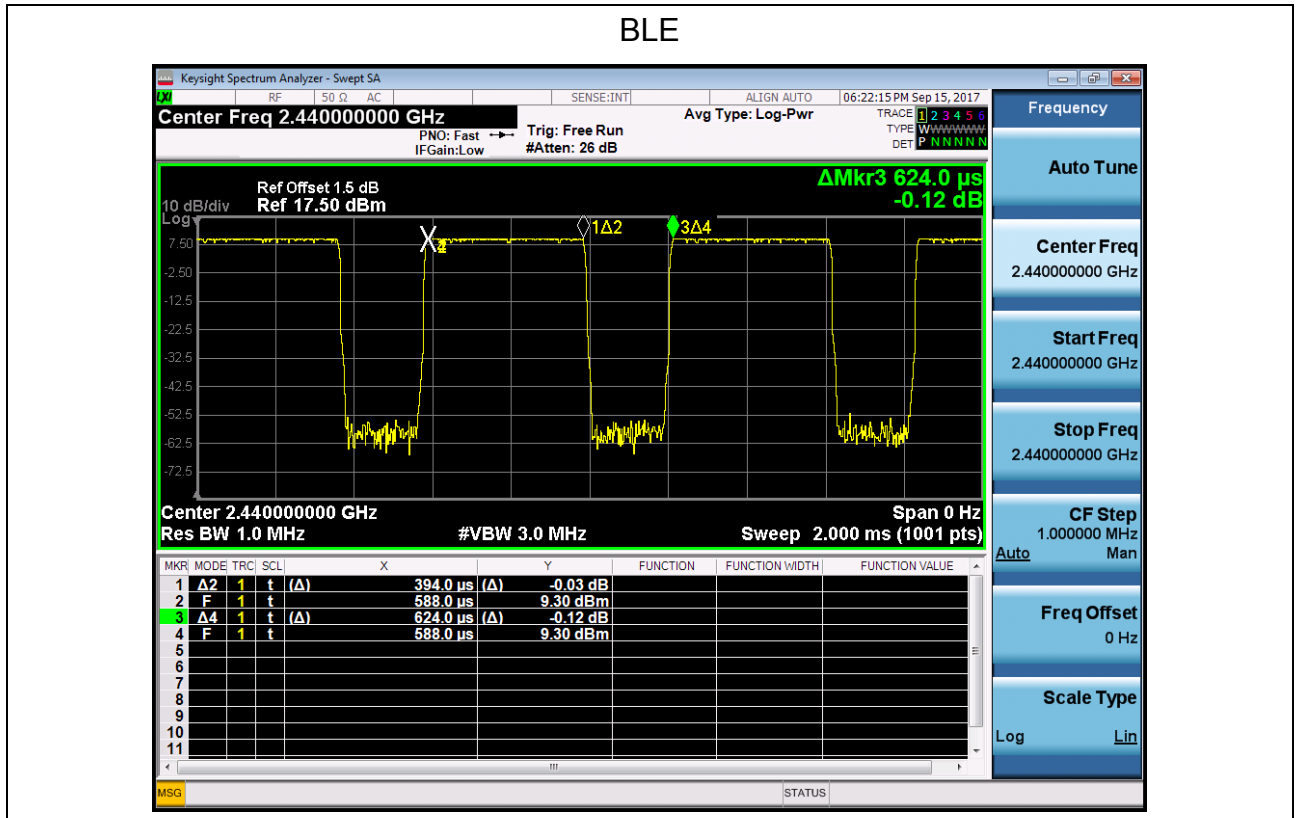 BLE
Keysight Spectrum Analyzer - Swept SA
LXI RF 50 Ω AC SENSE:INT ALIGN AUTO 06:22:15 PM Sep 15, 2017
Center Freq 2.440000000 GHz
PNO: Fast
IFGain:Low
Trig: Free Run
#Atten: 26 dB
Avg Type: Log-Pwr
TRACE 1 2 3 4 5 6
TYPE WWWWWWW
DET P N N N N N
Ref Offset 1.5 dB
10 dB/div Ref 17.50 dBm
Log
ΔMkr3 624.0 µs
-0.12 dB
1Δ2
3Δ4
7.50
-2.50
-12.5
-22.5
-32.5
-42.5
-52.5
-62.5
-72.5
Center 2.440000000 GHz Span 0 Hz
Res BW 1.0 MHz #VBW 3.0 MHz Sweep 2.000 ms (1001 pts)
MKR MODE TRC SCL X Y FUNCTION FUNCTION WIDTH FUNCTION VALUE
1 Δ2 1 t (Δ) 394.0 µs (Δ) -0.03 dB
2 F 1 t 588.0 µs 9.30 dBm
3 Δ4 1 t (Δ) 624.0 µs (Δ) -0.12 dB
4 F 1 t 588.0 µs 9.30 dBm
5
6
7
8
9
10
11
MSG STATUS
Frequency
Auto Tune
Center Freq
2.440000000 GHz
Start Freq
2.440000000 GHz
Stop Freq
2.440000000 GHz
CF Step
1.000000 MHz
Auto Man
Freq Offset
0 Hz
Scale Type
Log Lin